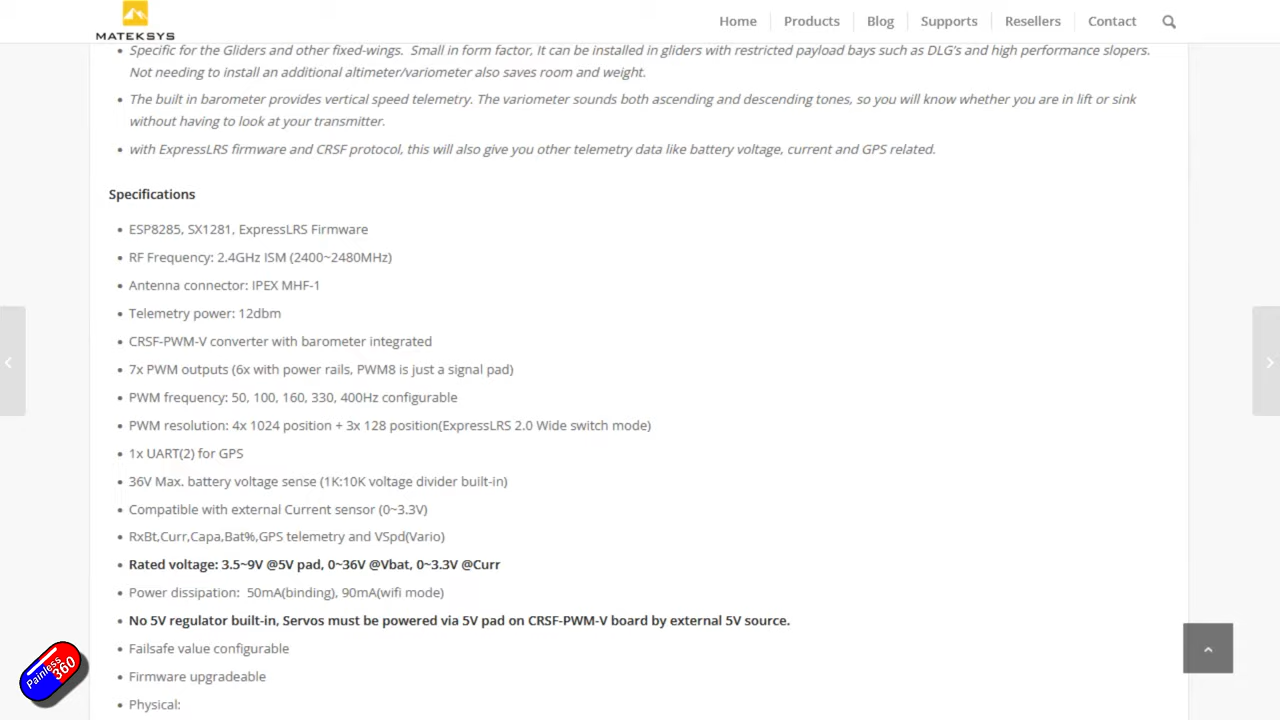 MATEKSYS
Home
Products
Blog
Supports
Resellers
Contact
Specific for the Gliders and other fixed-wings.  Small in form factor, It can be installed in gliders with restricted payload bays such as DLG's and high performance slopers.
Not needing to install an additional altimeter/variometer also saves room and weight.
The built in barometer provides vertical speed telemetry. The variometer sounds both ascending and descending tones, so you will know whether you are in lift or sink
without having to look at your transmitter.
with ExpressLRS firmware and CRSF protocol, this will also give you other telemetry data like battery voltage, current and GPS related.
Specifications
ESP8285, SX1281, ExpressLRS Firmware
RF Frequency: 2.4GHz ISM (2400~2480MHz)
Antenna connector: IPEX MHF-1
Telemetry power: 12dbm
CRSF-PWM-V converter with barometer integrated
7x PWM outputs (6x with power rails, PWM8 is just a signal pad)
PWM frequency: 50, 100, 160, 330, 400Hz configurable
PWM resolution: 4x 1024 position + 3x 128 position(ExpressLRS 2.0 Wide switch mode)
1x UART(2) for GPS
36V Max. battery voltage sense (1K:10K voltage divider built-in)
Compatible with external Current sensor (0~3.3V)
RxBt,Curr,Capa,Bat%,GPS telemetry and VSpd(Vario)
Rated voltage: 3.5~9V @5V pad, 0~36V @Vbat, 0~3.3V @Curr
Power dissipation:  50mA(binding), 90mA(wifi mode)
No 5V regulator built-in, Servos must be powered via 5V pad on CRSF-PWM-V board by external 5V source.
Failsafe value configurable
Firmware upgradeable
Physical:
Painless
360